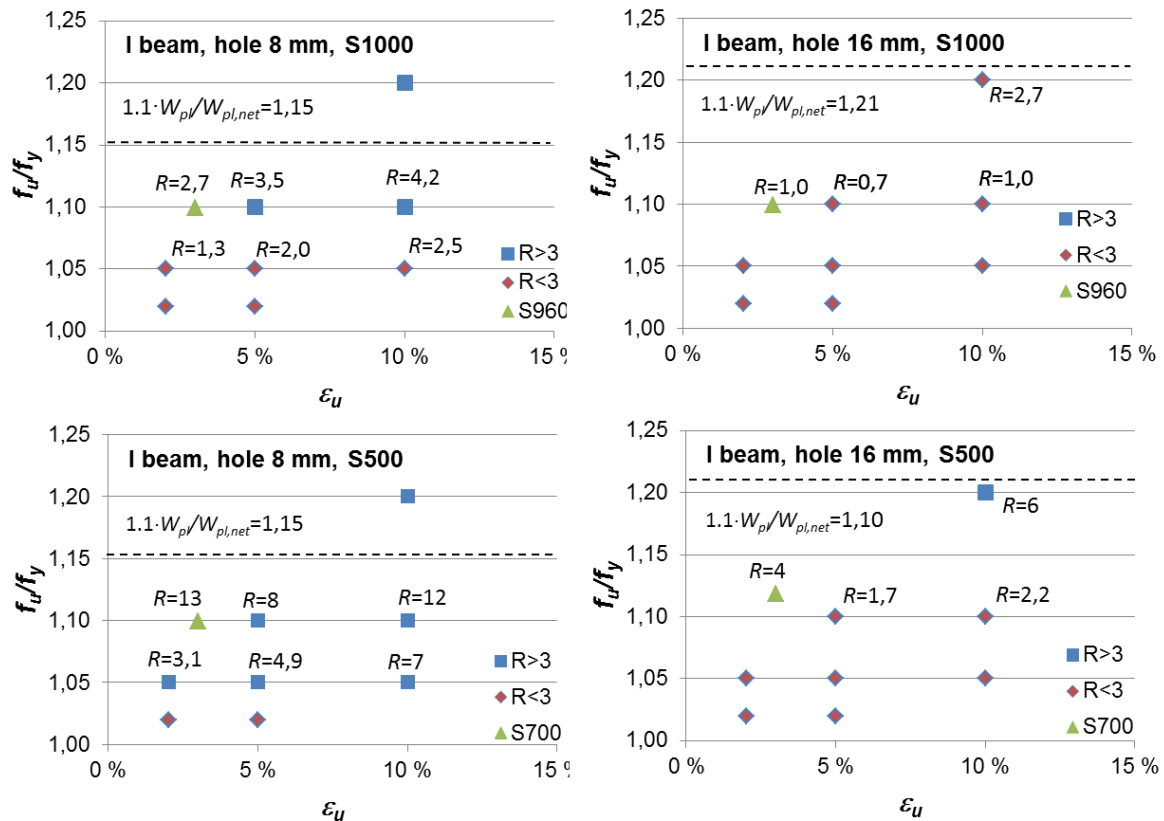 1,25
I beam, hole 8 mm, S1000
1,20
1.1·Wpl/Wpl,net=1,15
1,15
fu/fy
R=2,7 R=3,5 R=4,2
1,10
R>3
R=1,3 R=2,0 R=2,5
1,05
R<3
S960
1,00
0 % 5 % 10 % 15 %
εu
1,25
I beam, hole 16 mm, S1000
1,20
R=2,7
1.1·Wpl/Wpl,net=1,21
1,15
fu/fy
R=1,0 R=0,7 R=1,0
1,10
R>3
1,05
R<3
S960
1,00
0 % 5 % 10 % 15 %
εu
1,25
I beam, hole 8 mm, S500
1,20
1.1·Wpl/Wpl,net=1,15
1,15
fu/fy
R=13 R=8 R=12
1,10
R=3,1 R=4,9 R=7
R>3
1,05
R<3
S700
1,00
0 % 5 % 10 % 15 %
εu
1,25
I beam, hole 16 mm, S500
1,20
R=6
1.1·Wpl/Wpl,net=1,10
1,15
fu/fy
R=4
R=1,7 R=2,2
1,10
R>3
1,05
R<3
S700
1,00
0 % 5 % 10 % 15 %
εu